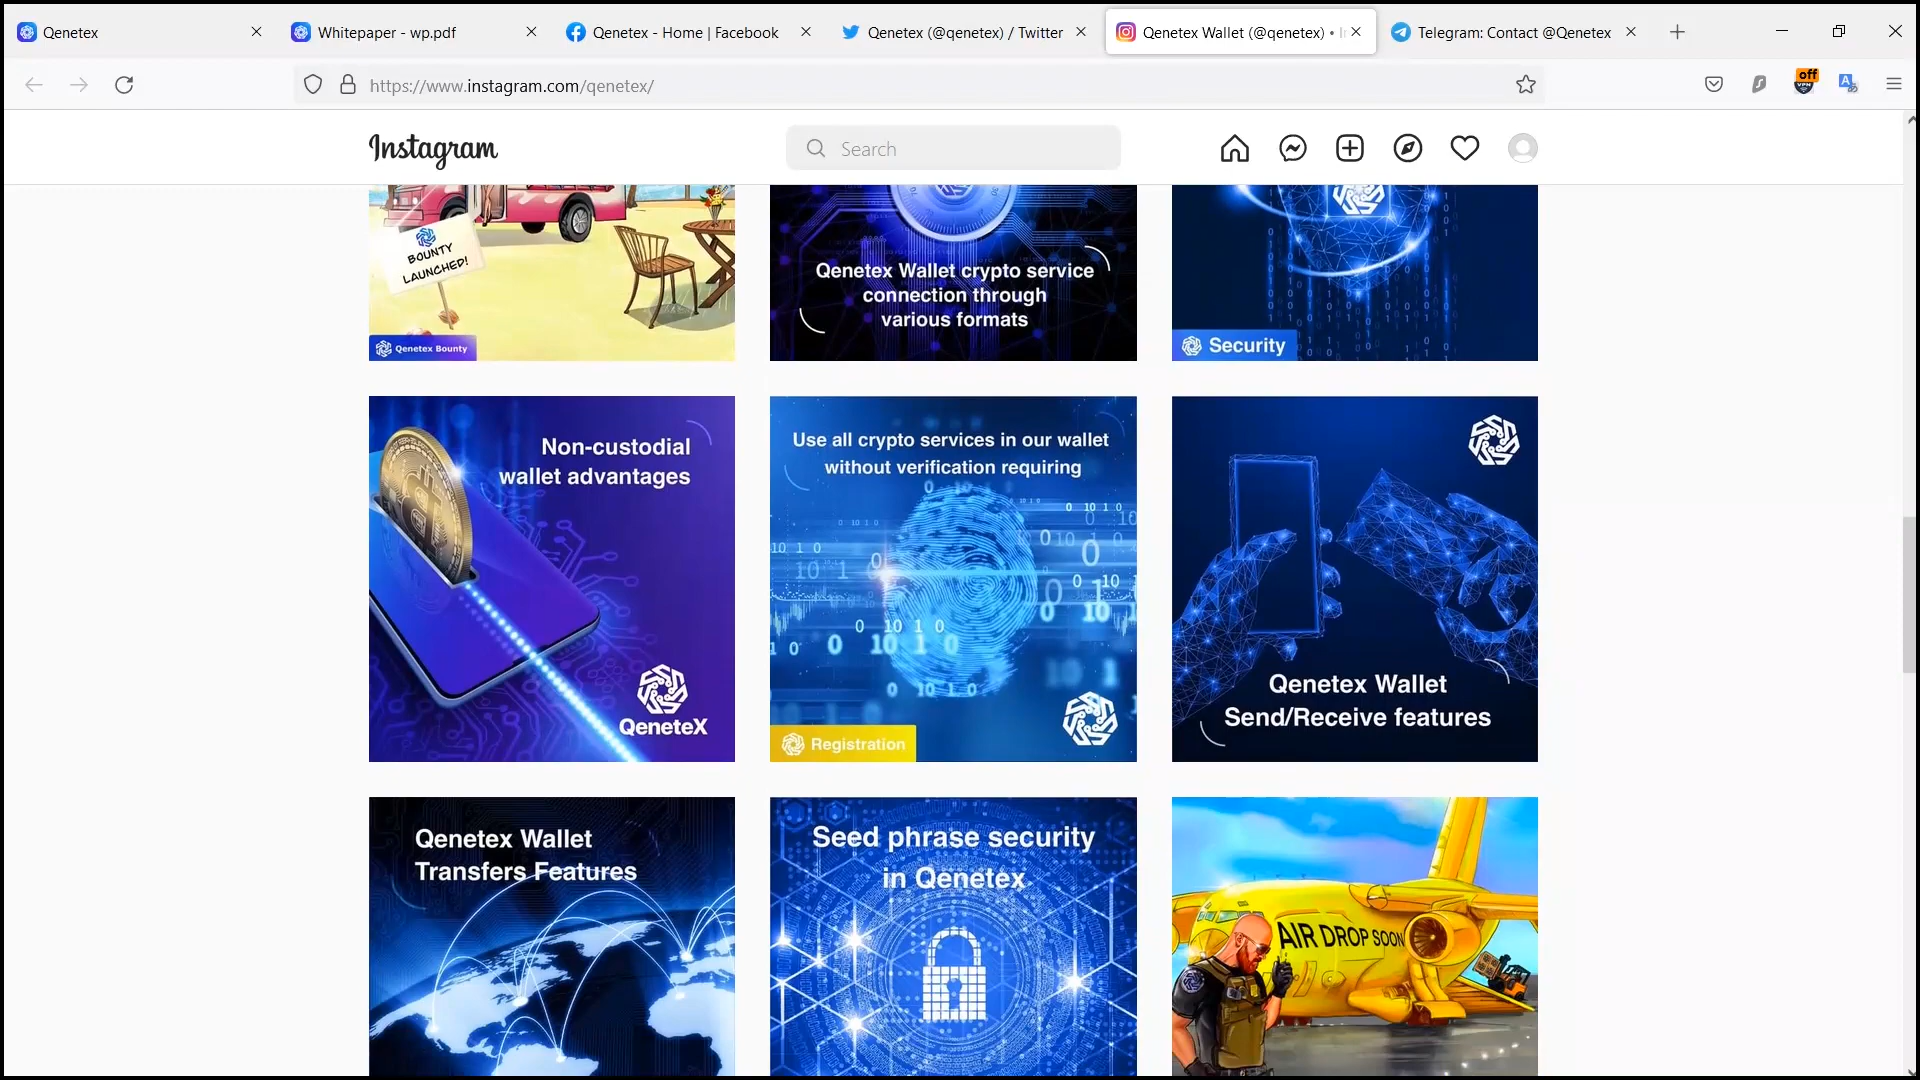 Qenetex
Whitepaper - wp.pdf
Qenetex - Home | Facebook
Qenetex (@qenetex) / Twitter
Qenetex Wallet (@qenetex) •
Telegram: Contact @Qenetex
https://www.instagram.com/qenetex/
off
VPN
Instagram
Search
BOUNTY
LAUNCHED!
Qenetex Bounty
Qenetex Wallet crypto service
connection through
various formats
Security
Non-custodial
wallet advantages
QeneteX
Use all crypto services in our wallet
without verification requiring
Registration
Qenetex Wallet
Send/Receive features
Qenetex Wallet
Transfers Features
Seed phrase security
in Qenetex
AIR DROP SOON